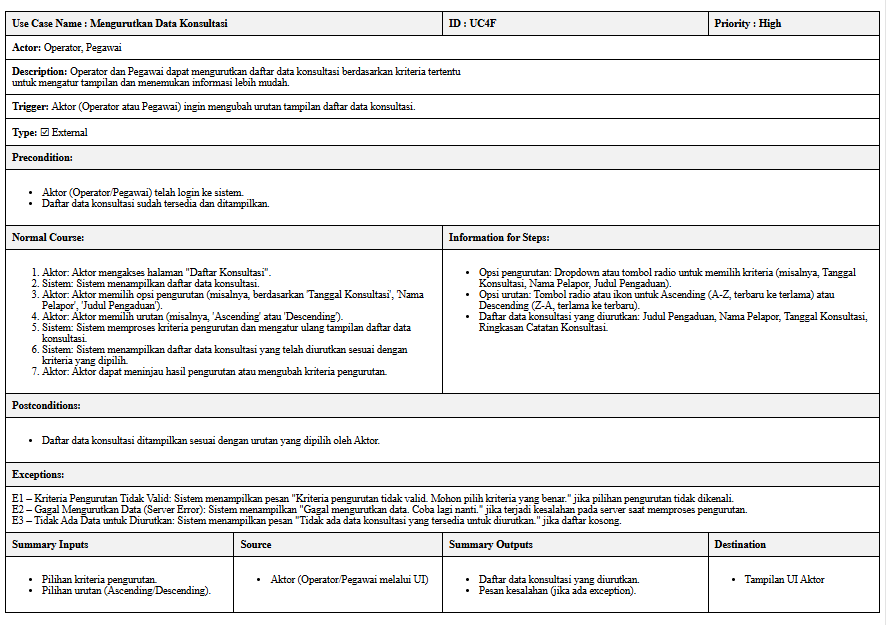 Use Case Name : Mengurutkan Data Konsultasi
ID : UC4F
Priority : High
Actor: Operator, Pegawai
Description: Operator dan Pegawai dapat mengurutkan daftar data konsultasi berdasarkan kriteria tertentu
untuk mengatur tampilan dan menemukan informasi lebih mudah.
Trigger: Aktor (Operator atau Pegawai) ingin mengubah urutan tampilan daftar data konsultasi.
Type: ☑ External
Precondition:
• Aktor (Operator/Pegawai) telah login ke sistem.
• Daftar data konsultasi sudah tersedia dan ditampilkan.
Normal Course:
1. Aktor: Aktor mengakses halaman "Daftar Konsultasi".
2. Sistem: Sistem menampilkan daftar data konsultasi.
3. Aktor: Aktor memilih opsi pengurutan (misalnya, berdasarkan 'Tanggal Konsultasi', 'Nama
Pelapor', 'Judul Pengaduan').
4. Aktor: Aktor memilih urutan (misalnya, 'Ascending' atau 'Descending').
5. Sistem: Sistem memproses kriteria pengurutan dan mengatur ulang tampilan daftar data
konsultasi.
6. Sistem: Sistem menampilkan daftar data konsultasi yang telah diurutkan sesuai dengan
kriteria yang dipilih.
7. Aktor: Aktor dapat meninjau hasil pengurutan atau mengubah kriteria pengurutan.
Information for Steps:
• Opsi pengurutan: Dropdown atau tombol radio untuk memilih kriteria (misalnya, Tanggal
Konsultasi, Nama Pelapor, Judul Pengaduan).
• Opsi urutan: Tombol radio atau ikon untuk Ascending (A-Z, terbaru ke terlama) atau
Descending (Z-A, terlama ke terbaru).
• Daftar data konsultasi yang diurutkan: Judul Pengaduan, Nama Pelapor, Tanggal Konsultasi,
Ringkasan Catatan Konsultasi.
Postconditions:
• Daftar data konsultasi ditampilkan sesuai dengan urutan yang dipilih oleh Aktor.
Exceptions:
E1 – Kriteria Pengurutan Tidak Valid: Sistem menampilkan pesan "Kriteria pengurutan tidak valid. Mohon pilih kriteria yang benar." jika pilihan pengurutan tidak dikenali.
E2 – Gagal Mengurutkan Data (Server Error): Sistem menampilkan "Gagal mengurutkan data. Coba lagi nanti." jika terjadi kesalahan pada server saat memproses pengurutan.
E3 – Tidak Ada Data untuk Diurutkan: Sistem menampilkan pesan "Tidak ada data konsultasi yang tersedia untuk diurutkan." jika daftar kosong.
Summary Inputs
Source
Summary Outputs
Destination
• Pilihan kriteria pengurutan.
• Pilihan urutan (Ascending/Descending).
• Aktor (Operator/Pegawai melalui UI)
• Daftar data konsultasi yang diurutkan.
• Pesan kesalahan (jika ada exception).
• Tampilan UI Aktor